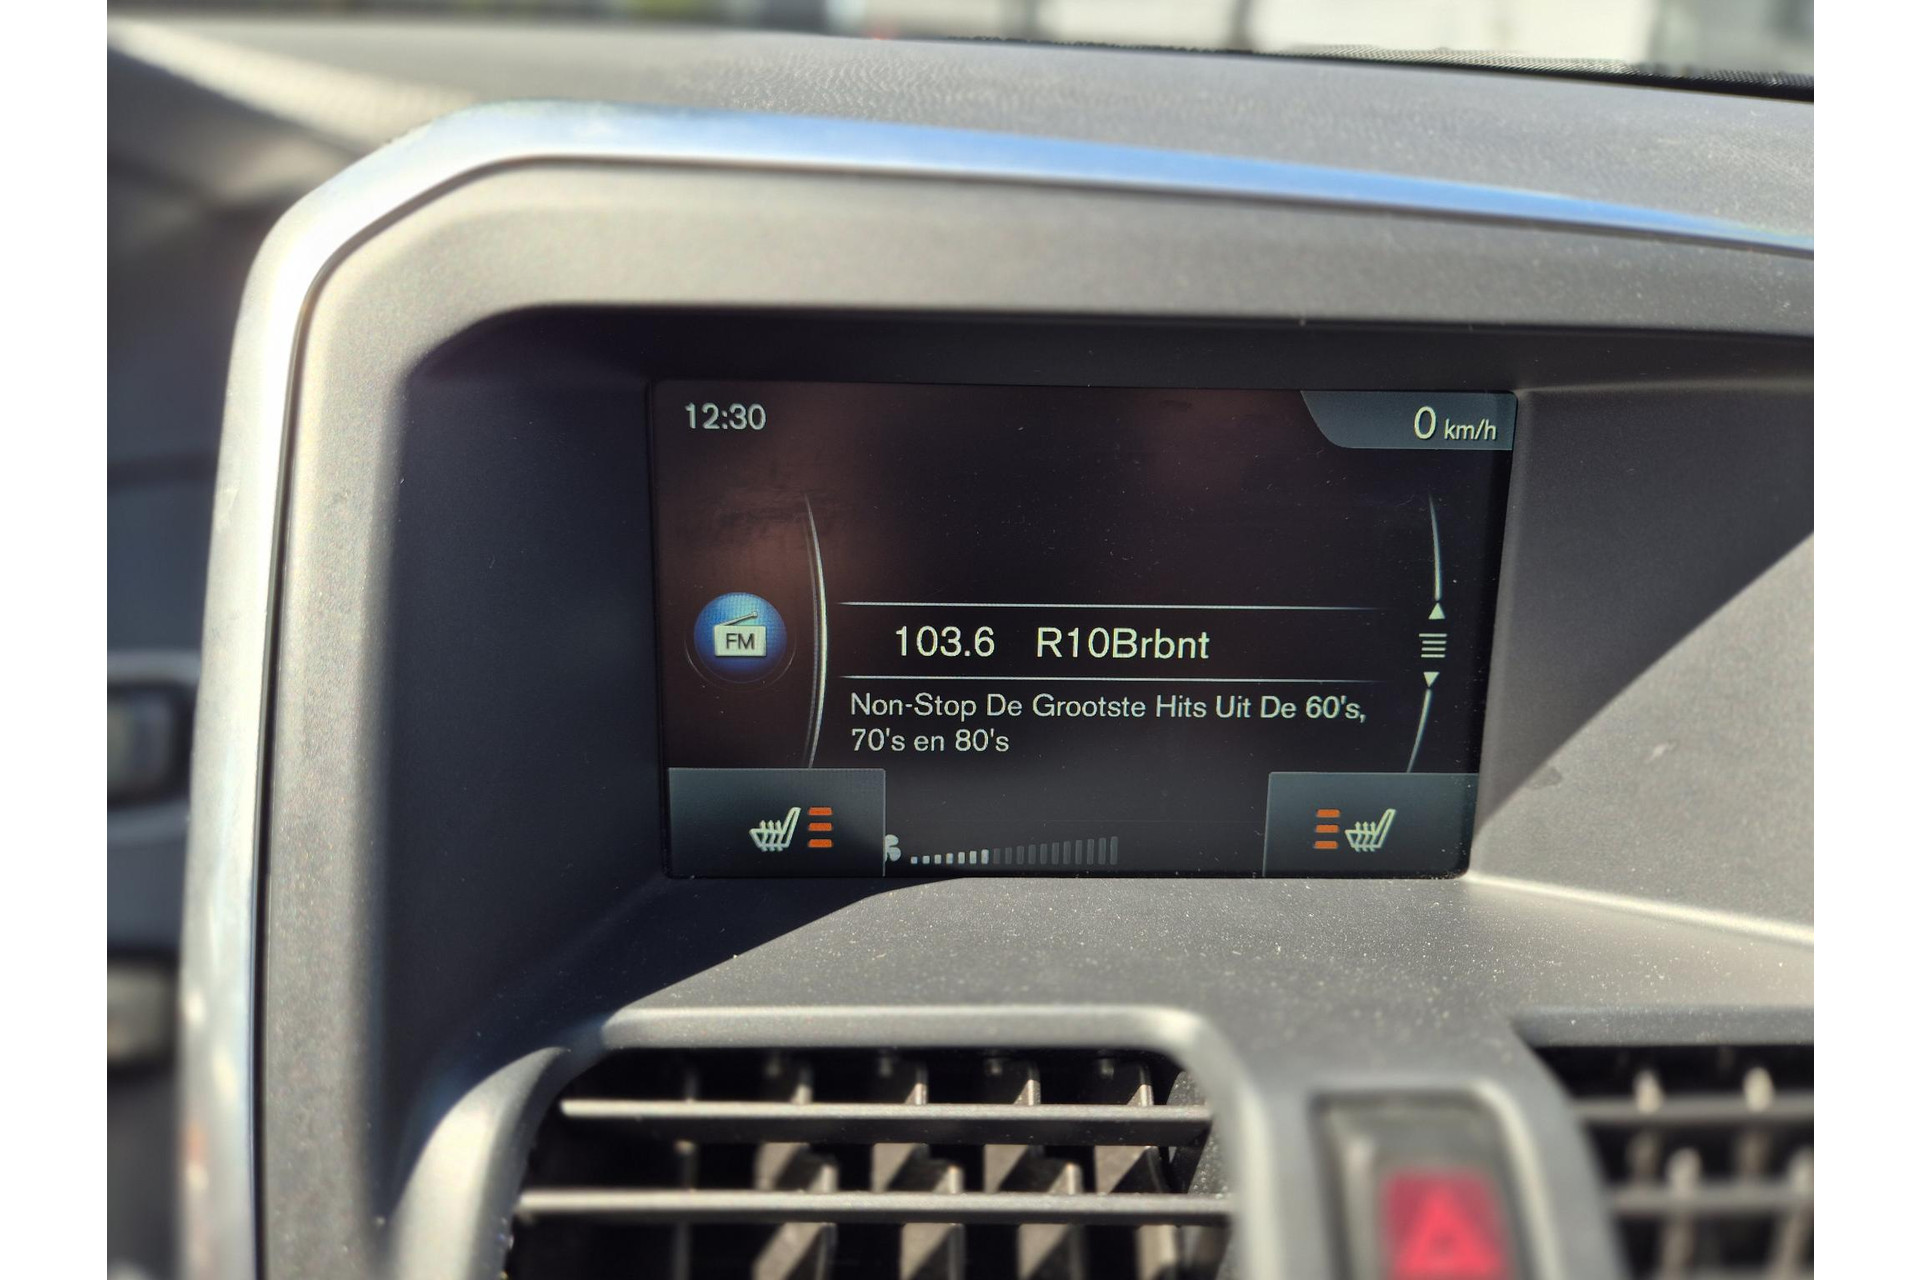 12:30
0 km/h
FM
103.6 R10Brbnt
Non-Stop De Grootste Hits Uit De 60's,
70's en 80's